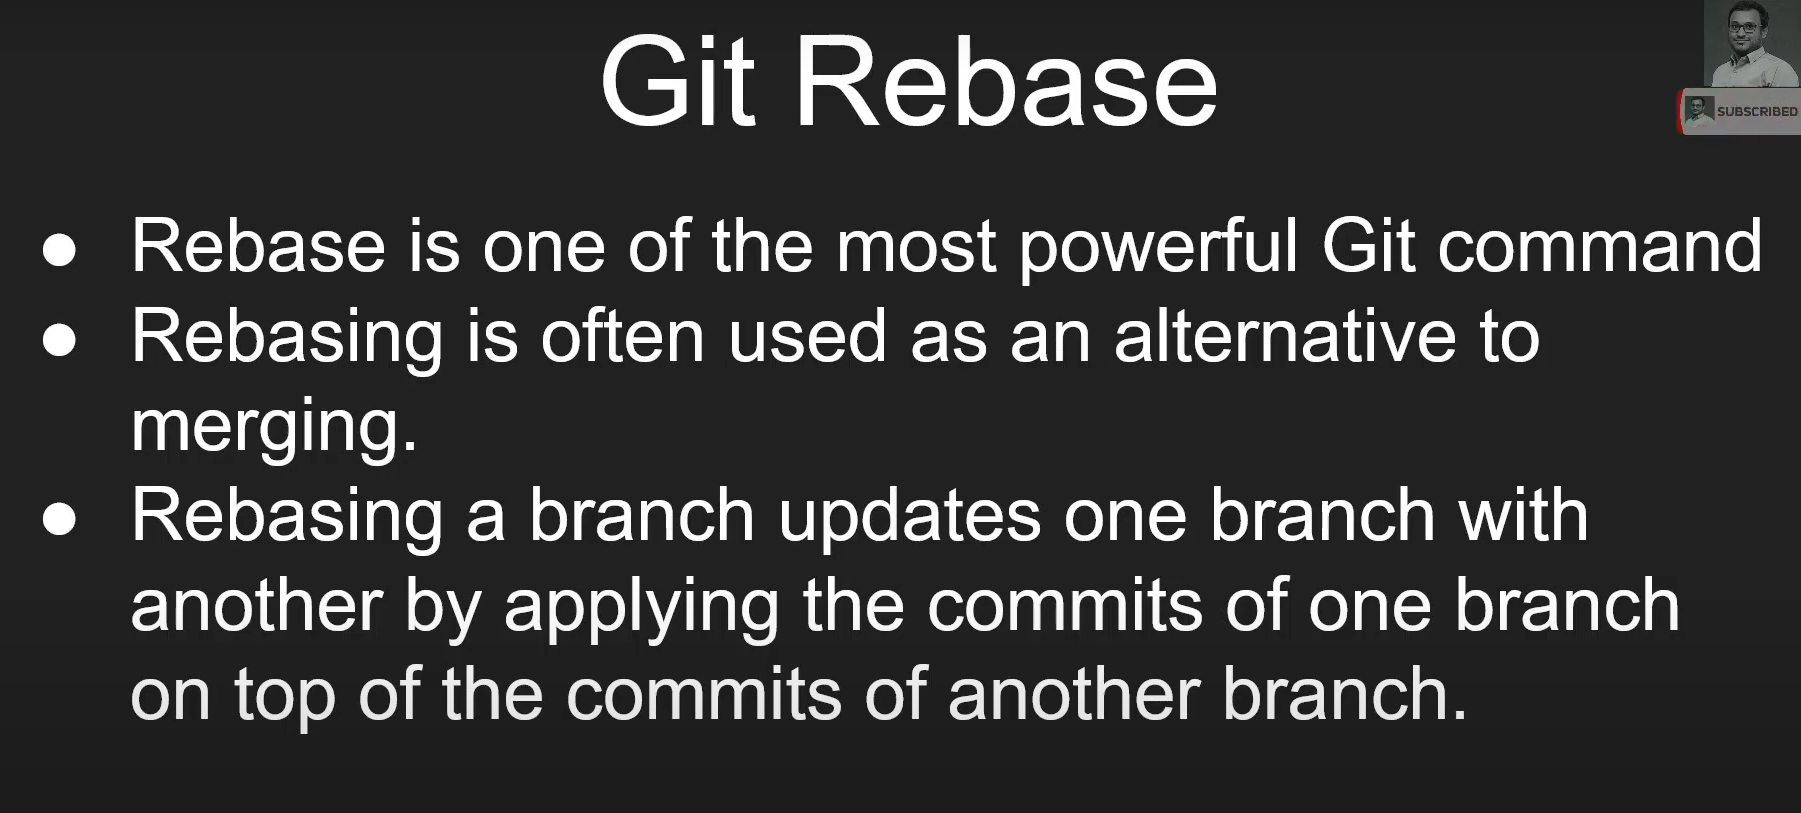 Git Rebase
SUBSCRIBED
● Rebase is one of the most powerful Git command
● Rebasing is often used as an alternative to
merging.
● Rebasing a branch updates one branch with
another by applying the commits of one branch
on top of the commits of another branch.